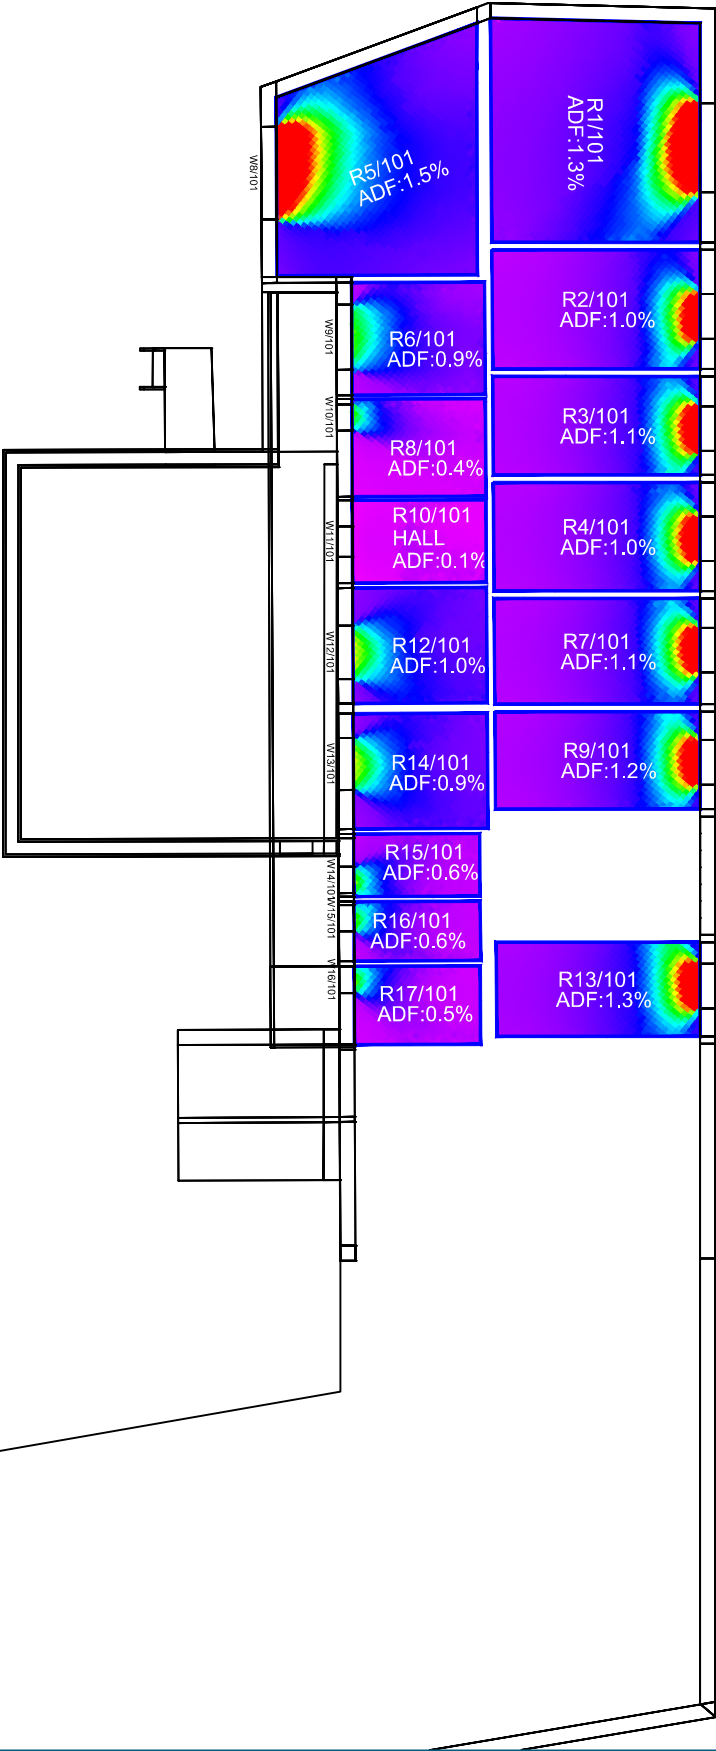 R1/101
ADF:1.3%
R5/101
ADF:1.5%
W8/101
R2/101
ADF:1.0%
W9/101
R6/101
ADF:0.9%
R3/101
ADF:1.1%
W10/101
R8/101
ADF:0.4%
R4/101
ADF:1.0%
W11/101
R10/101
HALL
ADF:0.1%
R7/101
ADF:1.1%
W12/101
R12/101
ADF:1.0%
R9/101
ADF:1.2%
W13/101
R14/101
ADF:0.9%
W14/101
R15/101
ADF:0.6%
W15/101
R16/101
ADF:0.6%
W16/101
R17/101
ADF:0.5%
R13/101
ADF:1.3%